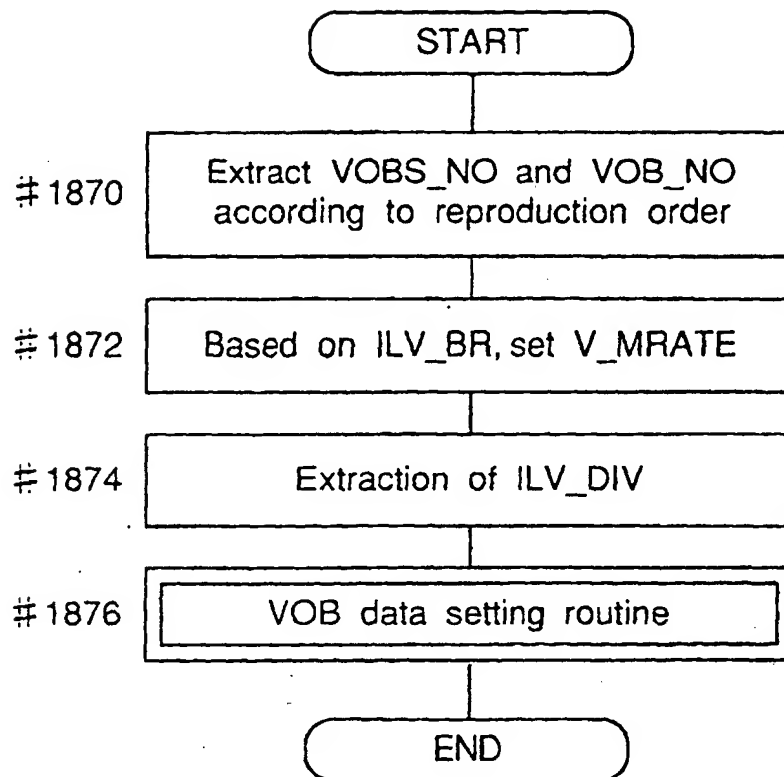 START
#1870
Extract VOBS_NO and VOB_NO
according to reproduction order
#1872
Based on ILV_BR, set V_MRATE
#1874
Extraction of ILV_DIV
#1876
VOB data setting routine
END